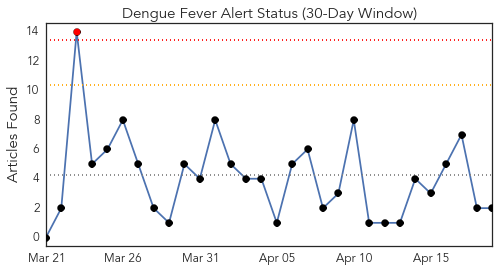 Dengue Fever Alert Status (30-Day Window)
14
12
10
8
6
4
2
0
Articles Found
Mar 21 Mar 26 Mar 31 Apr 05 Apr 10 Apr 15